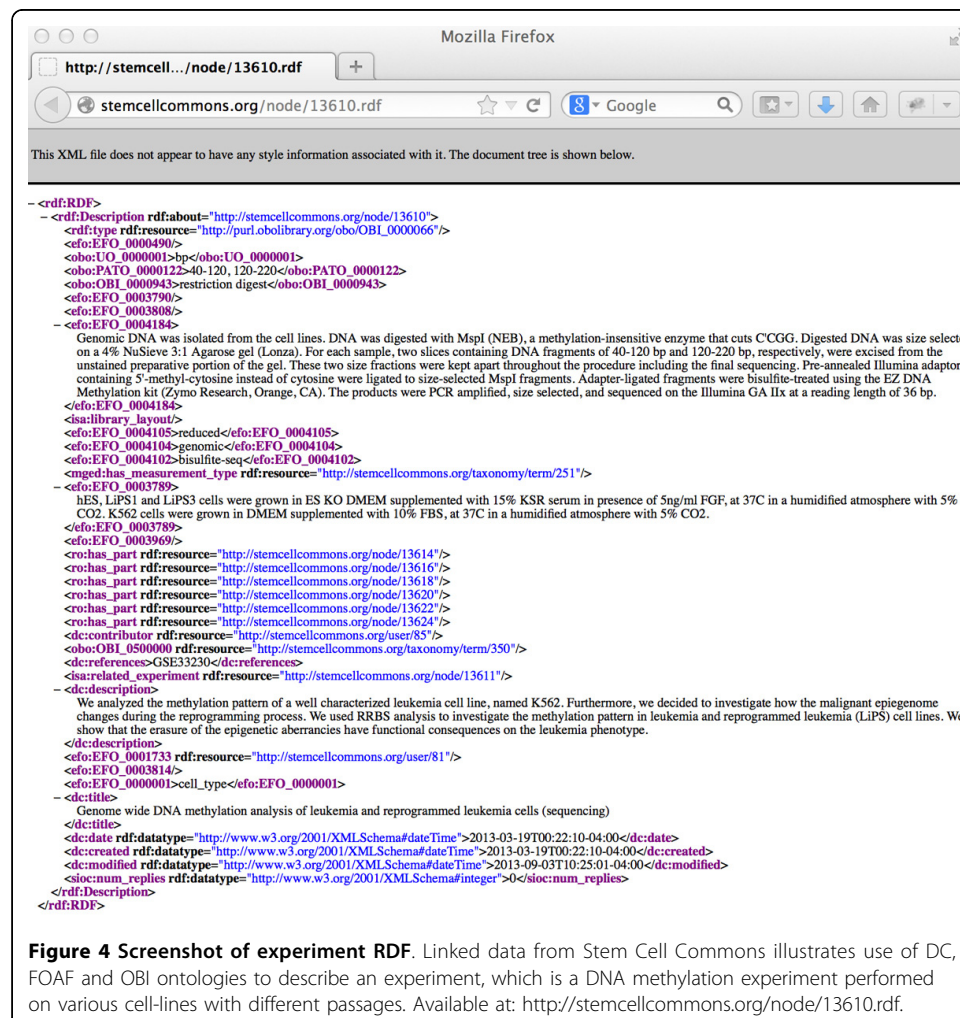 Mozilla Firefox
http://stemcell.../node/13610.rdf
+
stemcellcommons.org/node/13610.rdf
8 Google
This XML file does not appear to have any style information associated with it. The document tree is shown below.
– <rdf:RDF>
– <rdf:Description rdf:about="http://stemcellcommons.org/node/13610">
<rdf:type rdf:resource="http://purl.obolibrary.org/obo/OBI_0000066"/>
<efo:EFO_0000490/>
<obo:UO_0000001>bp</obo:UO_0000001>
<obo:PATO_0000122>40-120, 120-220</obo:PATO_0000122>
<obo:OBI_0000943>restriction digest</obo:OBI_0000943>
<efo:EFO_0003790/>
<efo:EFO_0003808/>
– <efo:EFO_0004184>
Genomic DNA was isolated from the cell lines. DNA was digested with MspI (NEB), a methylation-insensitive enzyme that cuts C'CGG. Digested DNA was size selecte
on a 4% NuSieve 3:1 Agarose gel (Lonza). For each sample, two slices containing DNA fragments of 40-120 bp and 120-220 bp, respectively, were excised from the
unstained preparative portion of the gel. These two size fractions were kept apart throughout the procedure including the final sequencing. Pre-annealed Illumina adaptor
containing 5'-methyl-cytosine instead of cytosine were ligated to size-selected MspI fragments. Adapter-ligated fragments were bisulfite-treated using the EZ DNA
Methylation kit (Zymo Research, Orange, CA). The products were PCR amplified, size selected, and sequenced on the Illumina GA IIx at a reading length of 36 bp.
</efo:EFO_0004184>
<isa:library_layout/>
<efo:EFO_0004105>reduced</efo:EFO_0004105>
<efo:EFO_0004104>genomic</efo:EFO_0004104>
<efo:EFO_0004102>bisulfite-seq</efo:EFO_0004102>
<mged:has_measurement_type rdf:resource="http://stemcellcommons.org/taxonomy/term/251"/>
– <efo:EFO_0003789>
hES, LiPS1 and LiPS3 cells were grown in ES KO DMEM supplemented with 15% KSR serum in presence of 5ng/ml FGF, at 37C in a humidified atmosphere with 5%
CO2. K562 cells were grown in DMEM supplemented with 10% FBS, at 37C in a humidified atmosphere with 5% CO2.
</efo:EFO_0003789>
<efo:EFO_0003969/>
<ro:has_part rdf:resource="http://stemcellcommons.org/node/13614"/>
<ro:has_part rdf:resource="http://stemcellcommons.org/node/13616"/>
<ro:has_part rdf:resource="http://stemcellcommons.org/node/13618"/>
<ro:has_part rdf:resource="http://stemcellcommons.org/node/13620"/>
<ro:has_part rdf:resource="http://stemcellcommons.org/node/13622"/>
<ro:has_part rdf:resource="http://stemcellcommons.org/node/13624"/>
<dc:contributor rdf:resource="http://stemcellcommons.org/user/85"/>
<obo:OBI_0500000 rdf:resource="http://stemcellcommons.org/taxonomy/term/350"/>
<dc:references>GSE33230</dc:references>
<isa:related_experiment rdf:resource="http://stemcellcommons.org/node/13611"/>
– <dc:description>
We analyzed the methylation pattern of a well characterized leukemia cell line, named K562. Furthermore, we decided to investigate how the malignant epiegenome
changes during the reprogramming process. We used RRBS analysis to investigate the methylation pattern in leukemia and reprogrammed leukemia (LiPS) cell lines. We
show that the erasure of the epigenetic aberrancies have functional consequences on the leukemia phenotype.
</dc:description>
<efo:EFO_0001733 rdf:resource="http://stemcellcommons.org/user/81"/>
<efo:EFO_0003814/>
<efo:EFO_0000001>cell_type</efo:EFO_0000001>
– <dc:title>
Genome wide DNA methylation analysis of leukemia and reprogrammed leukemia cells (sequencing)
</dc:title>
<dc:date rdf:datatype="http://www.w3.org/2001/XMLSchema#dateTime">2013-03-19T00:22:10-04:00</dc:date>
<dc:created rdf:datatype="http://www.w3.org/2001/XMLSchema#dateTime">2013-03-19T00:22:10-04:00</dc:created>
<dc:modified rdf:datatype="http://www.w3.org/2001/XMLSchema#dateTime">2013-09-03T10:25:01-04:00</dc:modified>
<sioc:num_replies rdf:datatype="http://www.w3.org/2001/XMLSchema#integer">0</sioc:num_replies>
</rdf:Description>
</rdf:RDF>
Figure 4 Screenshot of experiment RDF. Linked data from Stem Cell Commons illustrates use of DC,
FOAF and OBI ontologies to describe an experiment, which is a DNA methylation experiment performed
on various cell-lines with different passages. Available at: http://stemcellcommons.org/node/13610.rdf.